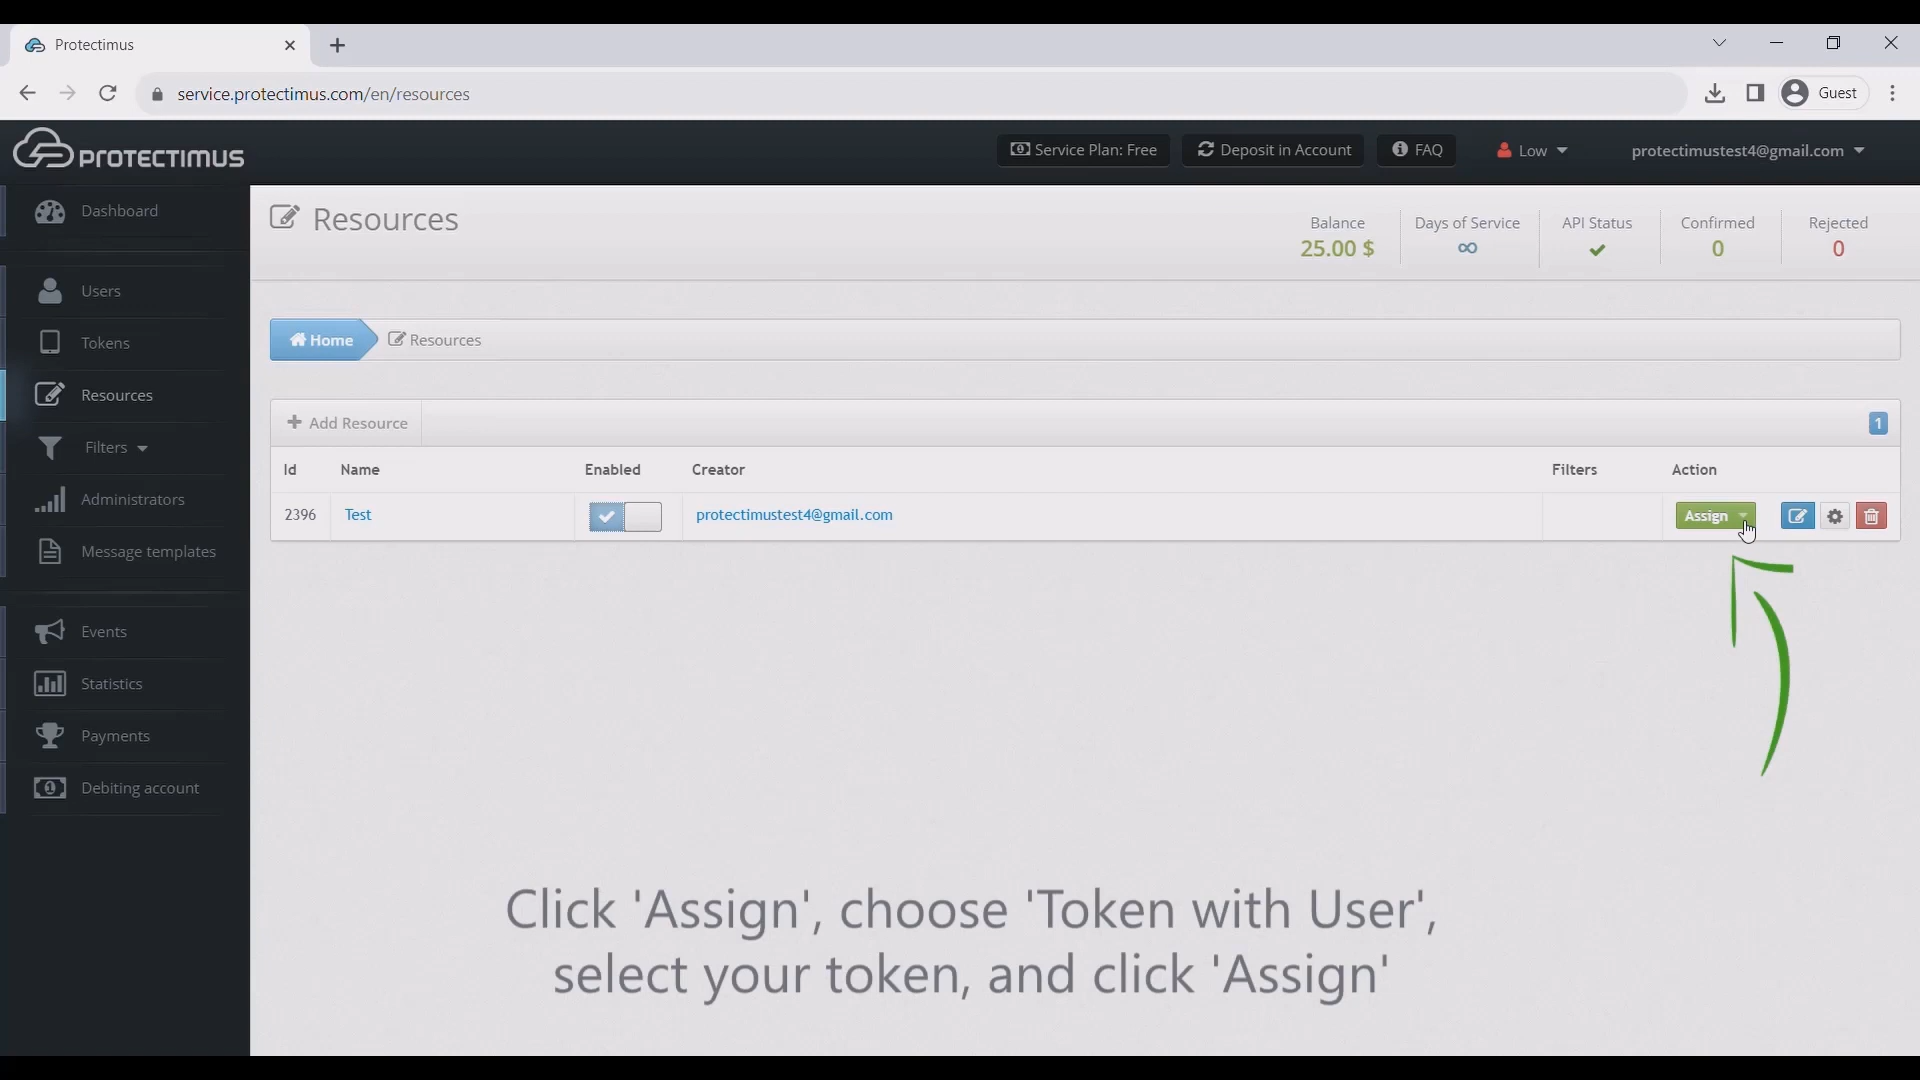 Protectimus
service.protectimus.com/en/resources
Guest
PROTECTIMUS
Service Plan: Free
Deposit in Account
FAQ
Low
protectimustest4@gmail.com
Dashboard
Users
Tokens
Resources
Filters
Administrators
Message templates
Events
Statistics
Payments
Debiting account
Resources
Balance
25.00 $
Days of Service
∞
API Status
Confirmed
0
Rejected
0
Home
Resources
Add Resource
1
Id Name Enabled Creator Filters Action
2396 Test protectimustest4@gmail.com Assign
Click 'Assign', choose 'Token with User',
select your token, and click 'Assign'